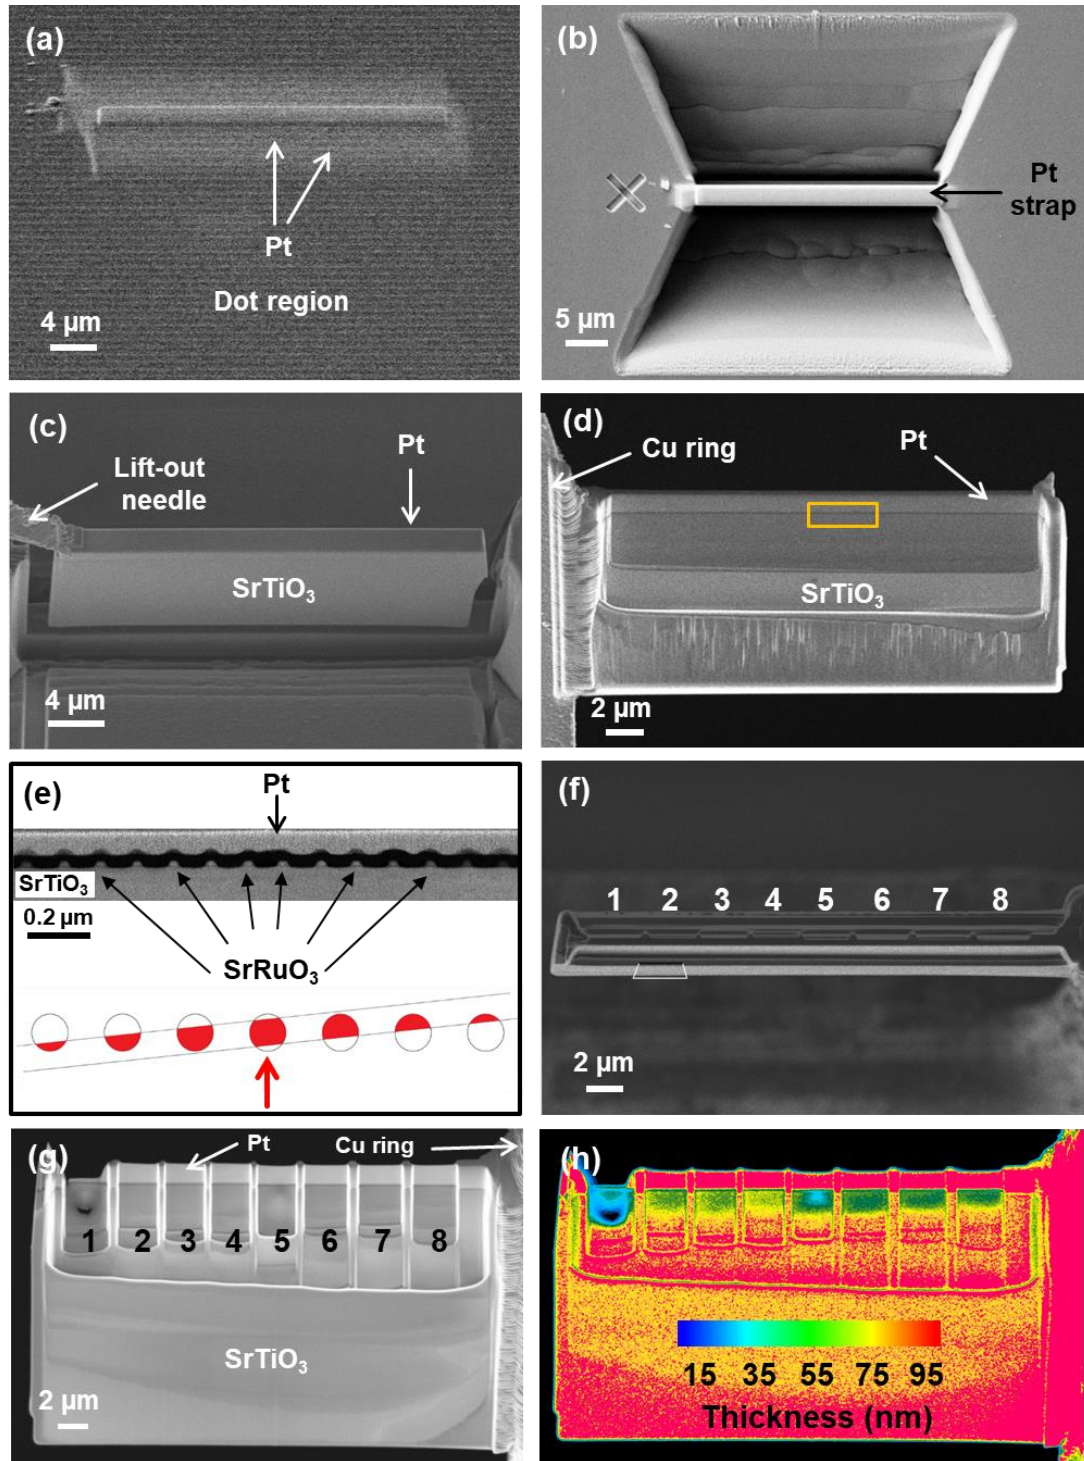 (a)
Pt
Dot region
4 µm
(b)
Pt
strap
5 µm
(c)
Pt
Lift-out
needle
SrTiO₃
4 µm
(d)
Cu ring
Pt
SrTiO₃
2 µm
(e)
Pt
SrTiO₃
0.2 µm
SrRuO₃
(f)
1 2 3 4 5 6 7 8
2 µm
(g)
Pt
Cu ring
1 2 3 4 5 6 7 8
SrTiO₃
2 µm
(h)
15 35 55 75 95
Thickness (nm)